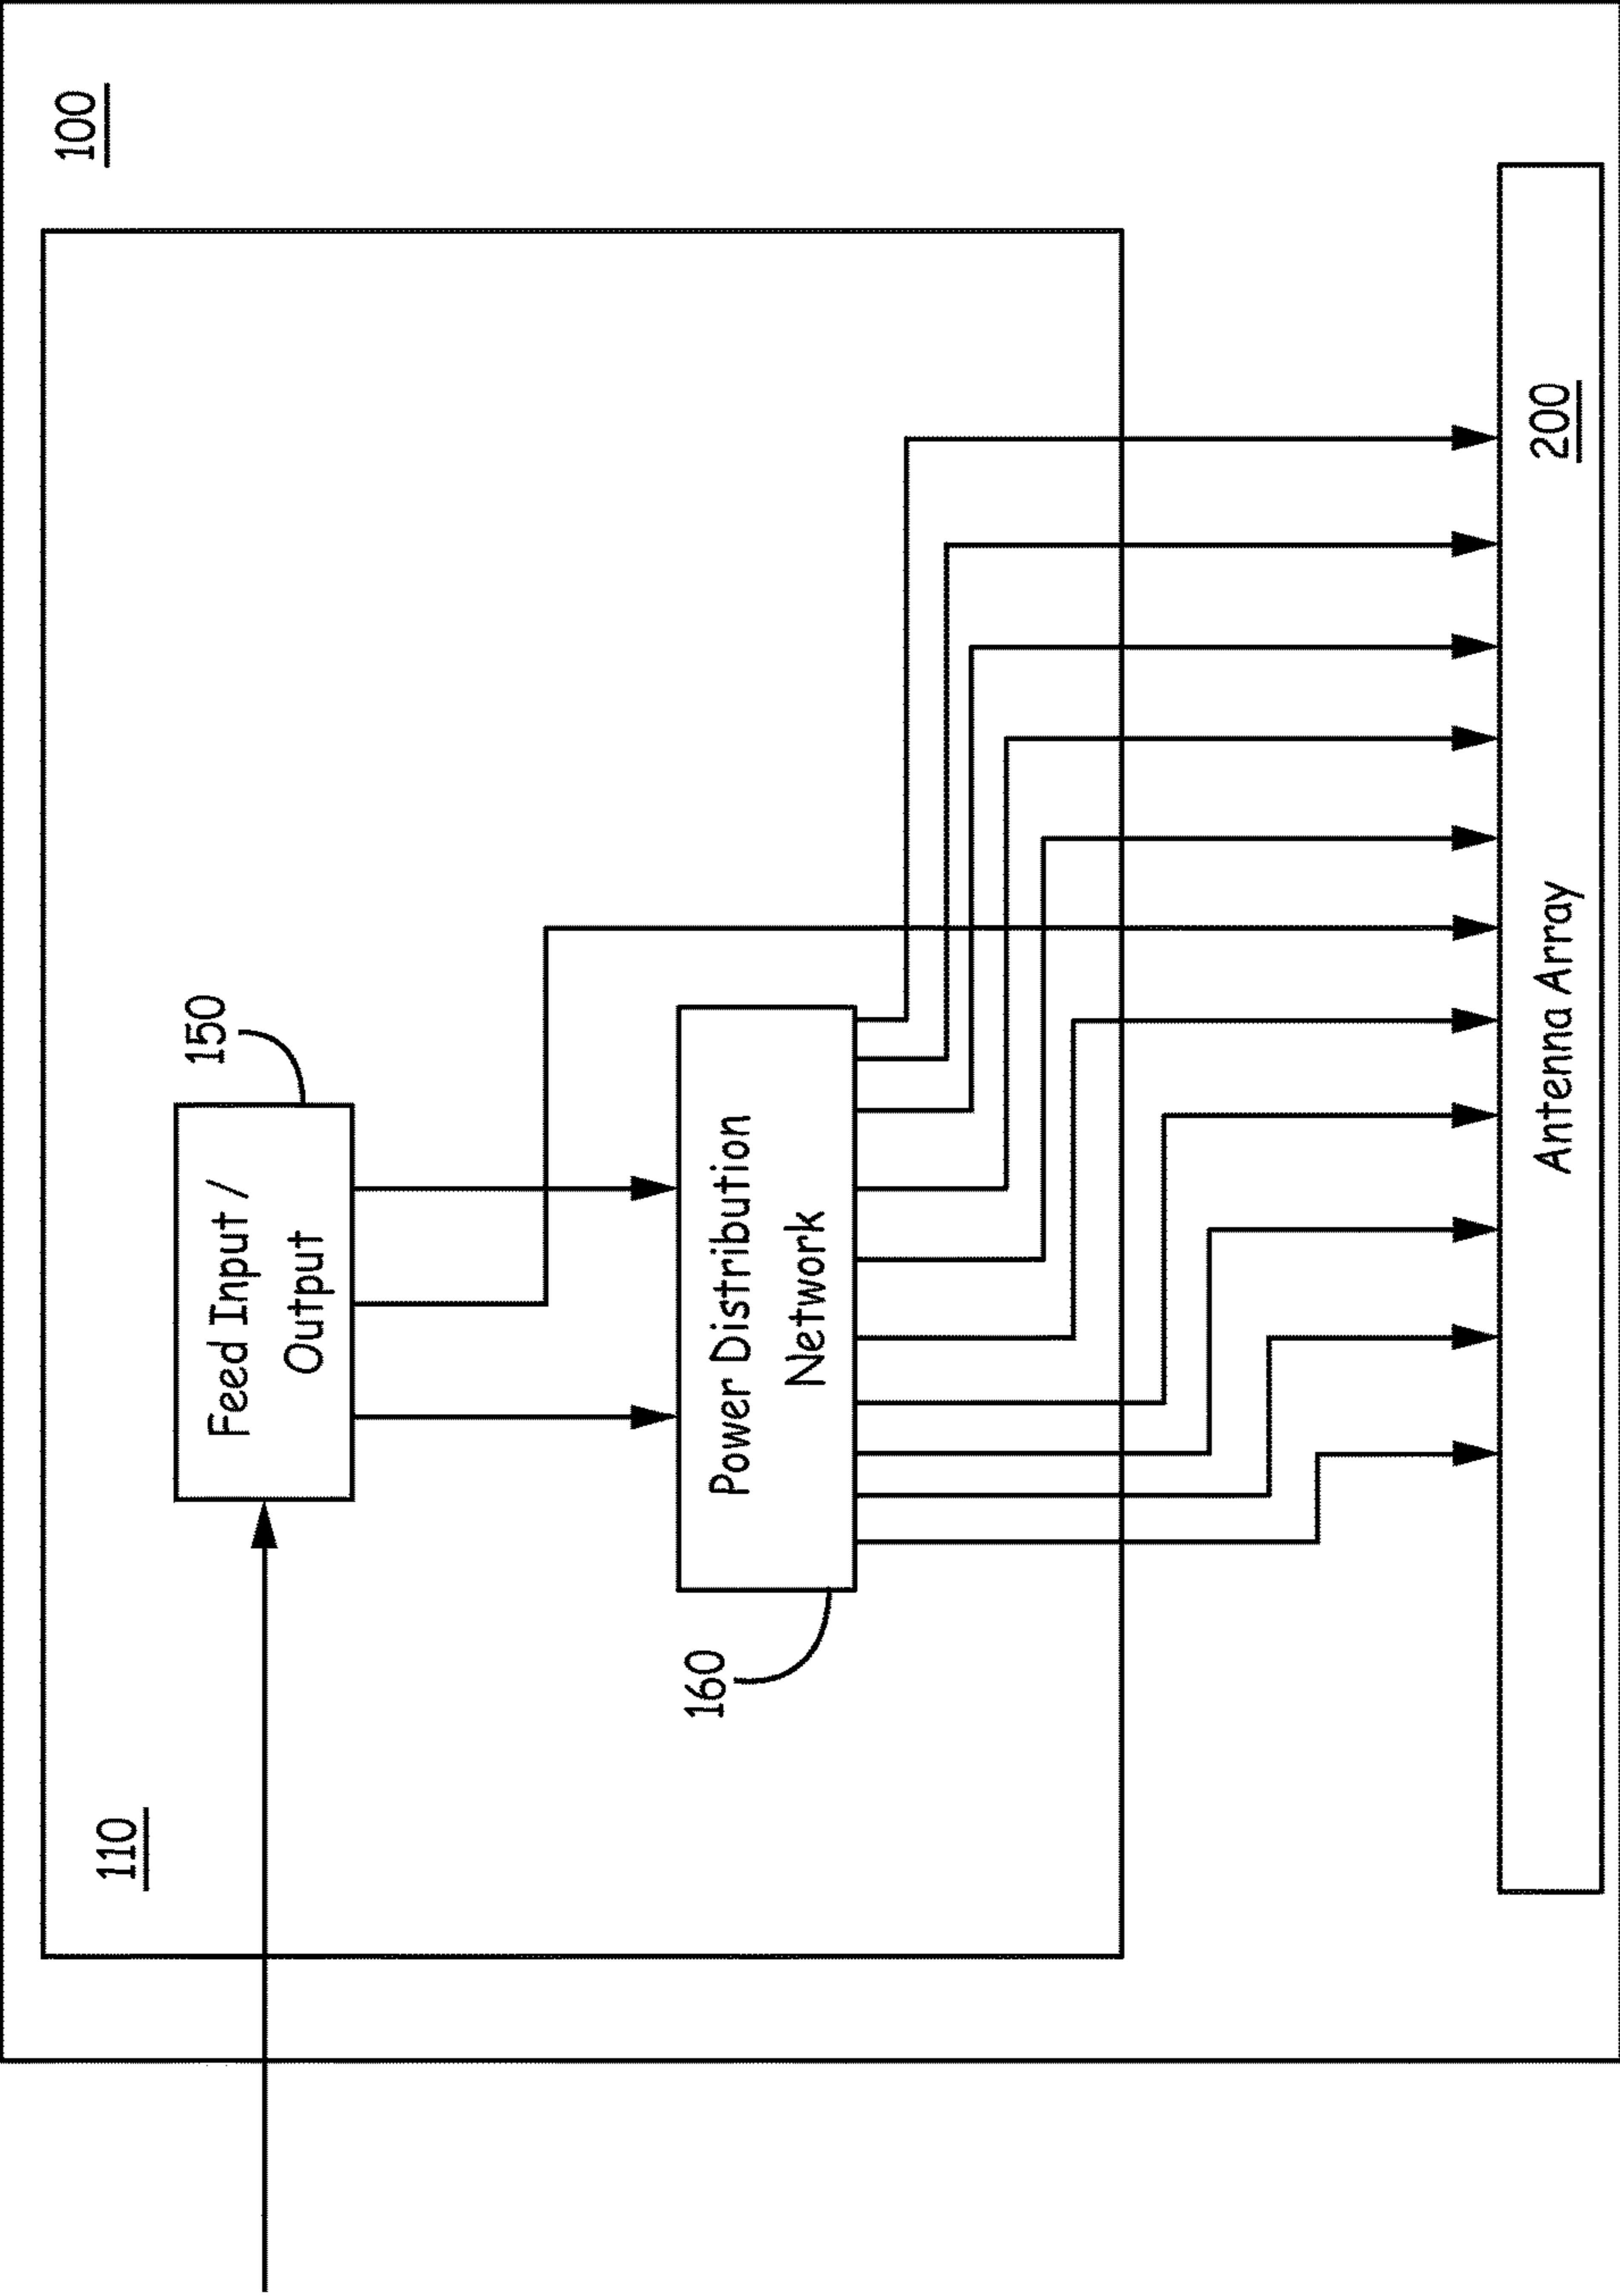 110
100
150
Feed Input /
Output
160
Power Distribution
Network
Antenna Array
200